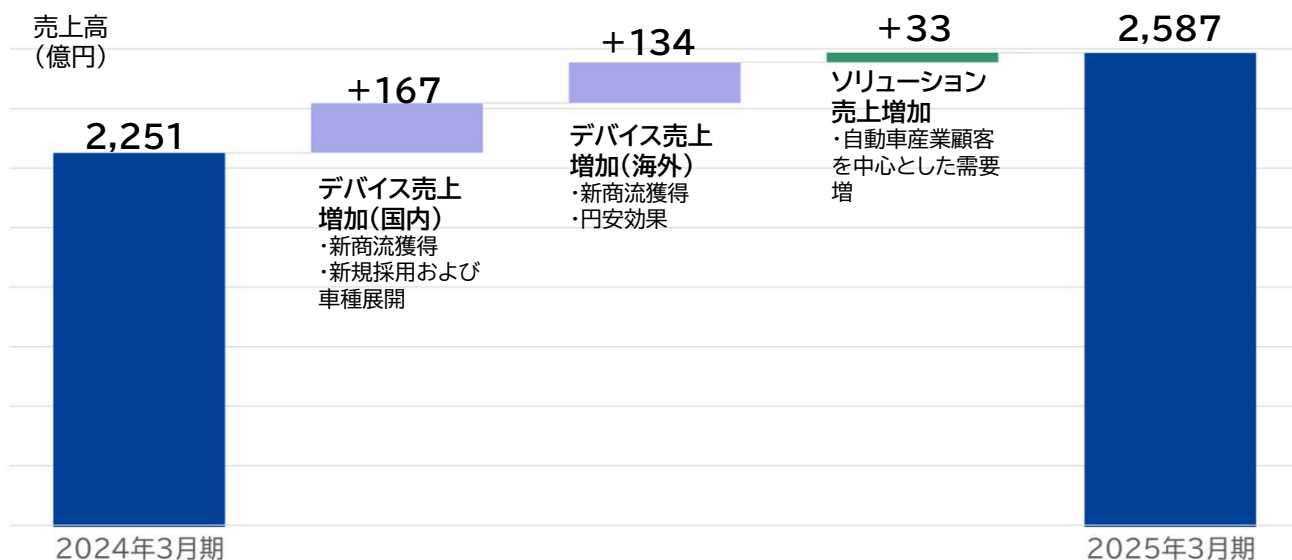 売上高
(億円)
2,251
+167
デバイス売上
増加(国内)
・新商流獲得
・新規採用および
車種展開
+134
デバイス売上
増加(海外)
・新商流獲得
・円安効果
+33
ソリューション
売上増加
・自動車産業顧客
を中心とした需要
増
2,587
2024年3月期
2025年3月期